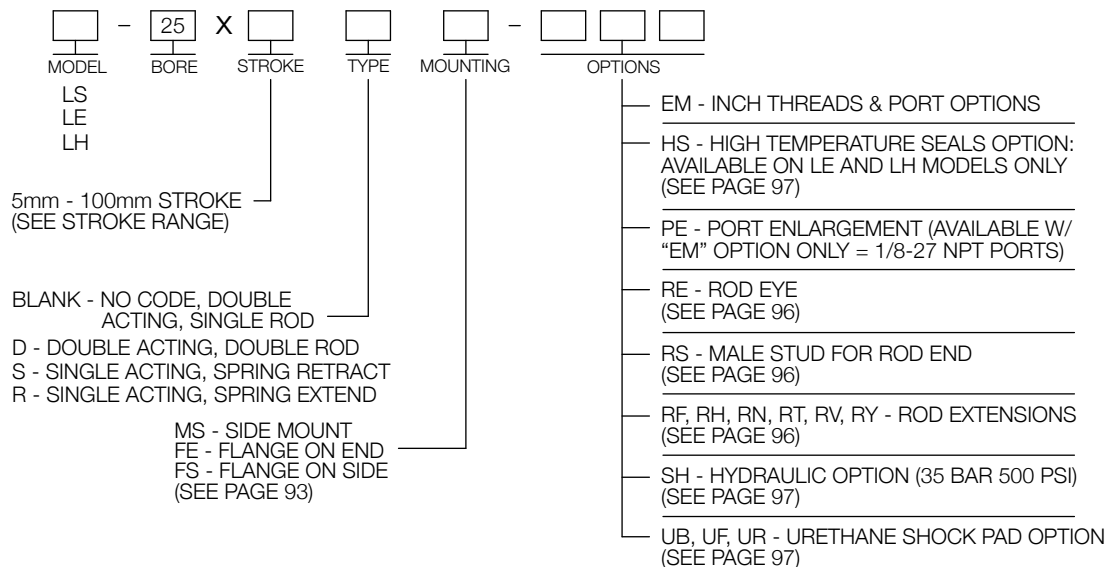 – 25 X –
MODEL BORE STROKE TYPE MOUNTING OPTIONS
LS
LE
LH
5mm - 100mm STROKE
(SEE STROKE RANGE)
BLANK - NO CODE, DOUBLE
ACTING, SINGLE ROD
D - DOUBLE ACTING, DOUBLE ROD
S - SINGLE ACTING, SPRING RETRACT
R - SINGLE ACTING, SPRING EXTEND
MS - SIDE MOUNT
FE - FLANGE ON END
FS - FLANGE ON SIDE
(SEE PAGE 93)
EM - INCH THREADS & PORT OPTIONS
HS - HIGH TEMPERATURE SEALS OPTION:
AVAILABLE ON LE AND LH MODELS ONLY
(SEE PAGE 97)
PE - PORT ENLARGEMENT (AVAILABLE W/
“EM” OPTION ONLY = 1/8-27 NPT PORTS)
RE - ROD EYE
(SEE PAGE 96)
RS - MALE STUD FOR ROD END
(SEE PAGE 96)
RF, RH, RN, RT, RV, RY - ROD EXTENSIONS
(SEE PAGE 96)
SH - HYDRAULIC OPTION (35 BAR 500 PSI)
(SEE PAGE 97)
UB, UF, UR - URETHANE SHOCK PAD OPTION
(SEE PAGE 97)